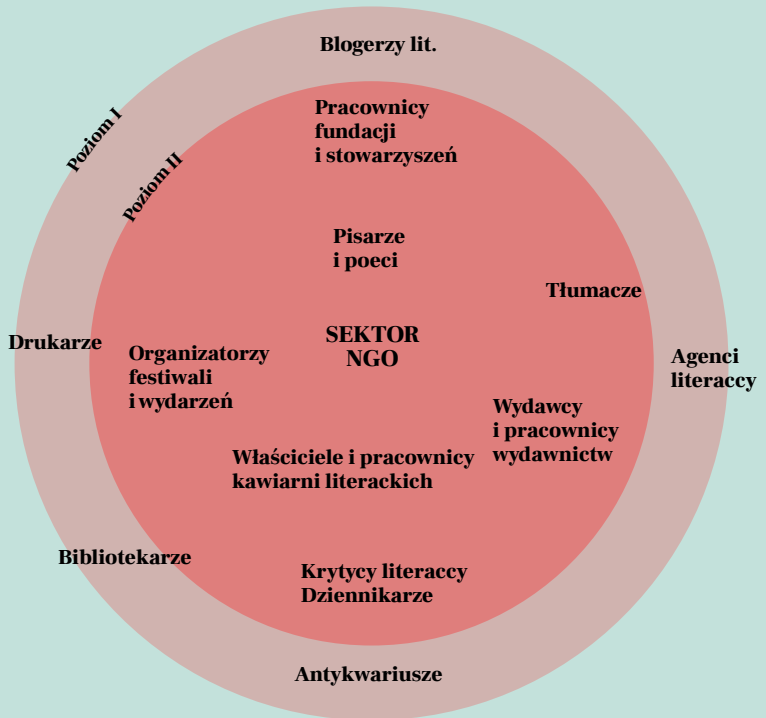 Blogerzy lit.
Poziom I
Poziom II
Pracownicy
fundacji
i stowarzyszeń
Pisarze
i poeci
Tłumacze
SEKTOR
NGO
Drukarze
Organizatorzy
festiwali
i wydarzeń
Agenci
literaccy
Wydawcy
i pracownicy
wydawnictw
Właściciele i pracownicy
kawiarni literackich
Bibliotekarze
Krytycy literaccy
Dziennikarze
Antykwariusze